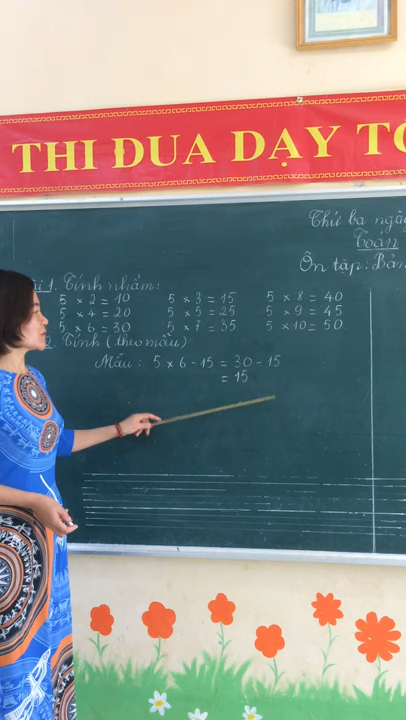 THI ĐUA DẠY TỐ
Thứ ba ngày
Toán
Ôn tập: Bản
Bài 1. Tính nhẩm:
5 x 2 = 10 5 x 3 = 15 5 x 8 = 40
5 x 4 = 20 5 x 5 = 25 5 x 9 = 45
5 x 6 = 30 5 x 7 = 35 5 x 10 = 50
2. Tính (theo mẫu):
Mẫu: 5 x 6 - 15 = 30 - 15
= 15